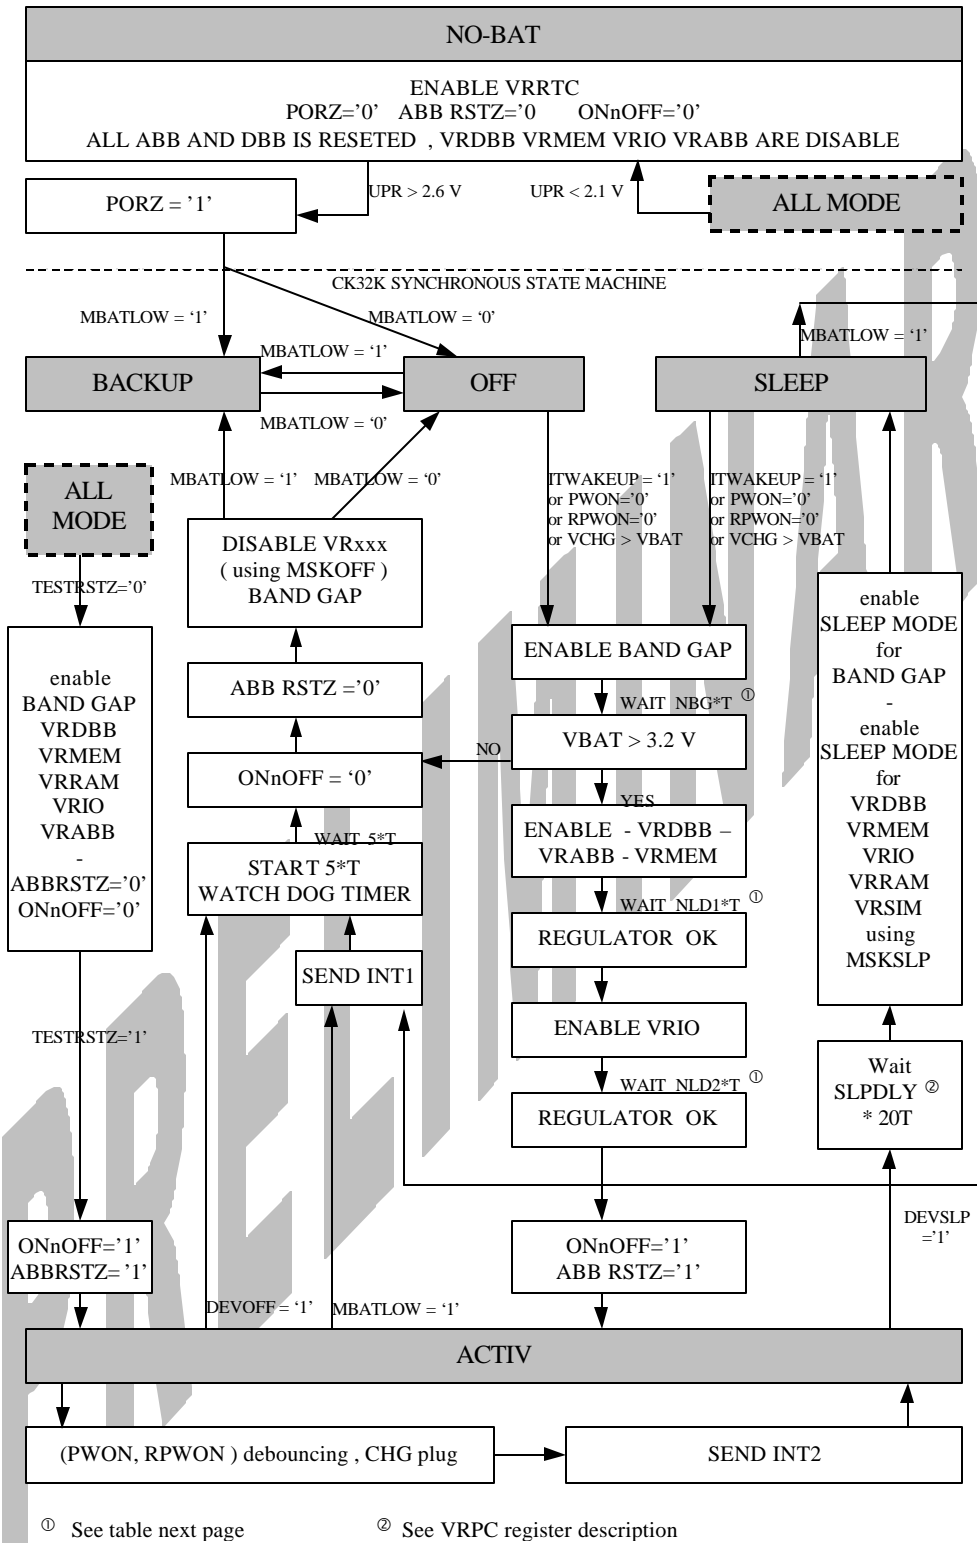 NO-BAT
ENABLE VRRTC
PORZ='0' ABB RSTZ='0 ONnOFF='0'
ALL ABB AND DBB IS RESETED , VRDBB VRMEM VRIO VRABB ARE DISABLE
UPR > 2.6 V
UPR < 2.1 V
PORZ = '1'
ALL MODE
CK32K SYNCHRONOUS STATE MACHINE
MBATLOW = '1'
MBATLOW = '0'
MBATLOW = '1'
MBATLOW = '1'
BACKUP
OFF
SLEEP
MBATLOW = '0'
ALL
MODE
MBATLOW = '1'
MBATLOW = '0'
ITWAKEUP = '1'
or PWON='0'
or RPWON='0'
or VCHG > VBAT
ITWAKEUP = '1'
or PWON='0'
or RPWON='0'
or VCHG > VBAT
DISABLE VRxxx
( using MSKOFF )
BAND GAP
TESTRSTZ='0'
enable
BAND GAP
VRDBB
VRMEM
VRRAM
VRIO
VRABB
-
ABBRSTZ='0'
ONnOFF='0'
ABB RSTZ ='0'
ONnOFF = '0'
WAIT 5*T
START 5*T
WATCH DOG TIMER
SEND INT1
ENABLE BAND GAP
WAIT NBG*T ①
VBAT > 3.2 V
NO
YES
ENABLE - VRDBB –
VRABB - VRMEM
WAIT NLD1*T ①
REGULATOR OK
ENABLE VRIO
WAIT NLD2*T ①
REGULATOR OK
enable
SLEEP MODE
for
BAND GAP
-
enable
SLEEP MODE
for
VRDBB
VRMEM
VRIO
VRRAM
VRSIM
using
MSKSLP
Wait
SLPDLY ②
* 20T
TESTRSTZ='1'
ONnOFF='1'
ABBRSTZ= '1'
ONnOFF='1'
ABB RSTZ='1'
DEVSLP
='1'
DEVOFF = '1'
MBATLOW = '1'
ACTIV
(PWON, RPWON ) debouncing , CHG plug
SEND INT2
① See table next page
② See VRPC register description
PRELIMINARY